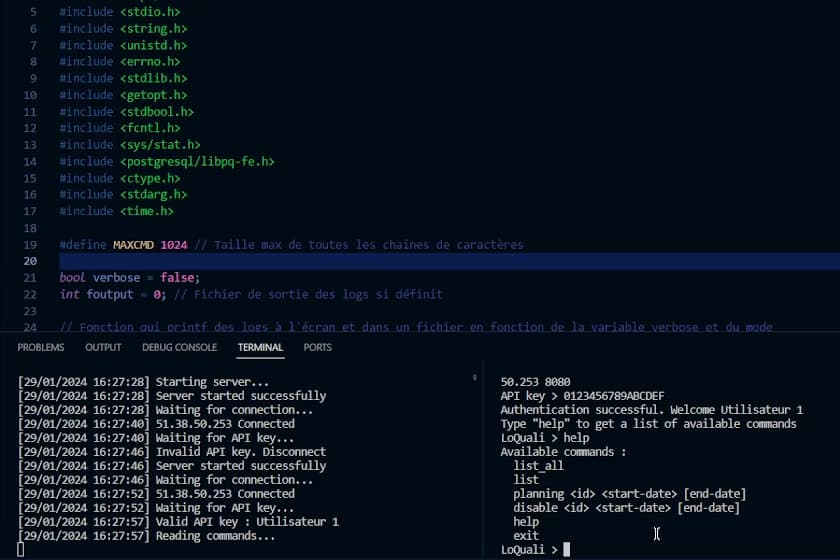 5 #include <stdio.h>
6 #include <string.h>
7 #include <unistd.h>
8 #include <errno.h>
9 #include <stdlib.h>
10 #include <getopt.h>
11 #include <stdbool.h>
12 #include <fcntl.h>
13 #include <sys/stat.h>
14 #include <postgresql/libpq-fe.h>
15 #include <ctype.h>
16 #include <stdarg.h>
17 #include <time.h>
18
19 #define MAXCMD 1024 // Taille max de toutes les chaines de caractères
20
21 bool verbose = false;
22 int foutput = 0; // Fichier de sortie des logs si définit
23
24 // Fonction qui printf des logs à l'écran et dans un fichier en fonction de la variable verbose et du mode
PROBLEMS OUTPUT DEBUG CONSOLE TERMINAL PORTS
[29/01/2024 16:27:28] Starting server...
[29/01/2024 16:27:28] Server started successfully
[29/01/2024 16:27:28] Waiting for connection...
[29/01/2024 16:27:40] 51.38.50.253 Connected
[29/01/2024 16:27:40] Waiting for API key...
[29/01/2024 16:27:46] Invalid API key. Disconnect
[29/01/2024 16:27:46] Server started successfully
[29/01/2024 16:27:46] Waiting for connection...
[29/01/2024 16:27:52] 51.38.50.253 Connected
[29/01/2024 16:27:52] Waiting for API key...
[29/01/2024 16:27:57] Valid API key : Utilisateur 1
[29/01/2024 16:27:57] Reading commands...
50.253 8080
API key > 0123456789ABCDEF
Authentication successful. Welcome Utilisateur 1
Type "help" to get a list of available commands
LoQuali > help
Available commands :
list_all
list
planning <id> <start-date> [end-date]
disable <id> <start-date> [end-date]
help
exit
LoQuali >